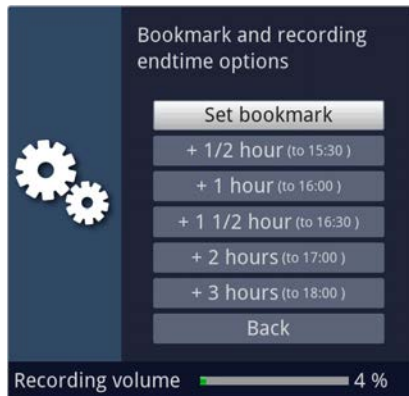 Bookmark and recording
endtime options
Set bookmark
+ 1/2 hour (to 15:30 )
+ 1 hour (to 16:00 )
+ 1 1/2 hour (to 16:30 )
+ 2 hours (to 17:00 )
+ 3 hours (to 18:00 )
Back
Recording volume 4 %